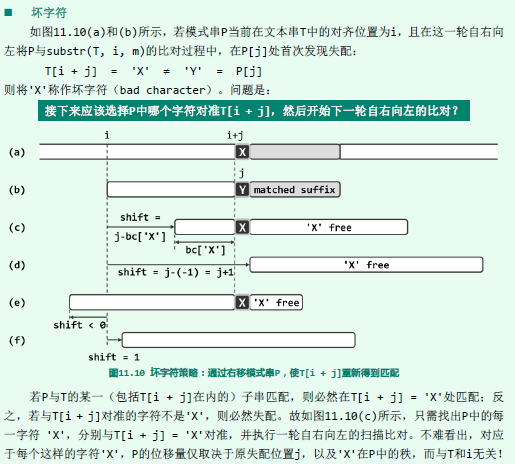 ■ 坏字符
如图11.10(a)和(b)所示，若模式串P当前在文本串T中的对齐位置为i，且在这一轮自右向
左将P与substr(T, i, m)的比对过程中，在P[j]处首次发现失配：
T[i + j] = 'X' ≠ 'Y' = P[j]
则将'X'称作坏字符（bad character）。问题是：
接下来应该选择P中哪个字符对准T[i + j]，然后开始下一轮自右向左的比对？
i i+j
(a) X
j
(b) Y matched suffix
shift =
(c) X 'X' free
j-bc['X'] bc['X']
(d) 'X' free
shift = j-(-1) = j+1
(e) X 'X' free
shift < 0
(f)
shift = 1
图11.10 坏字符策略：通过右移模式串P，使T[i + j]重新得到匹配
若P与T的某一（包括T[i + j]在内的）子串匹配，则必然在T[i + j] = 'X'处匹配；反
之，若与T[i + j]对准的字符不是'X'，则必然失配。故如图11.10(c)所示，只需找出P中的每
一字符 'X'，分别与T[i + j] = 'X'对准，并执行一轮自右向左的扫描比对。不难看出，对应
于每个这样的字符'X'，P的位移量仅取决于原失配位置j，以及'X'在P中的秩，而与T和i无关！